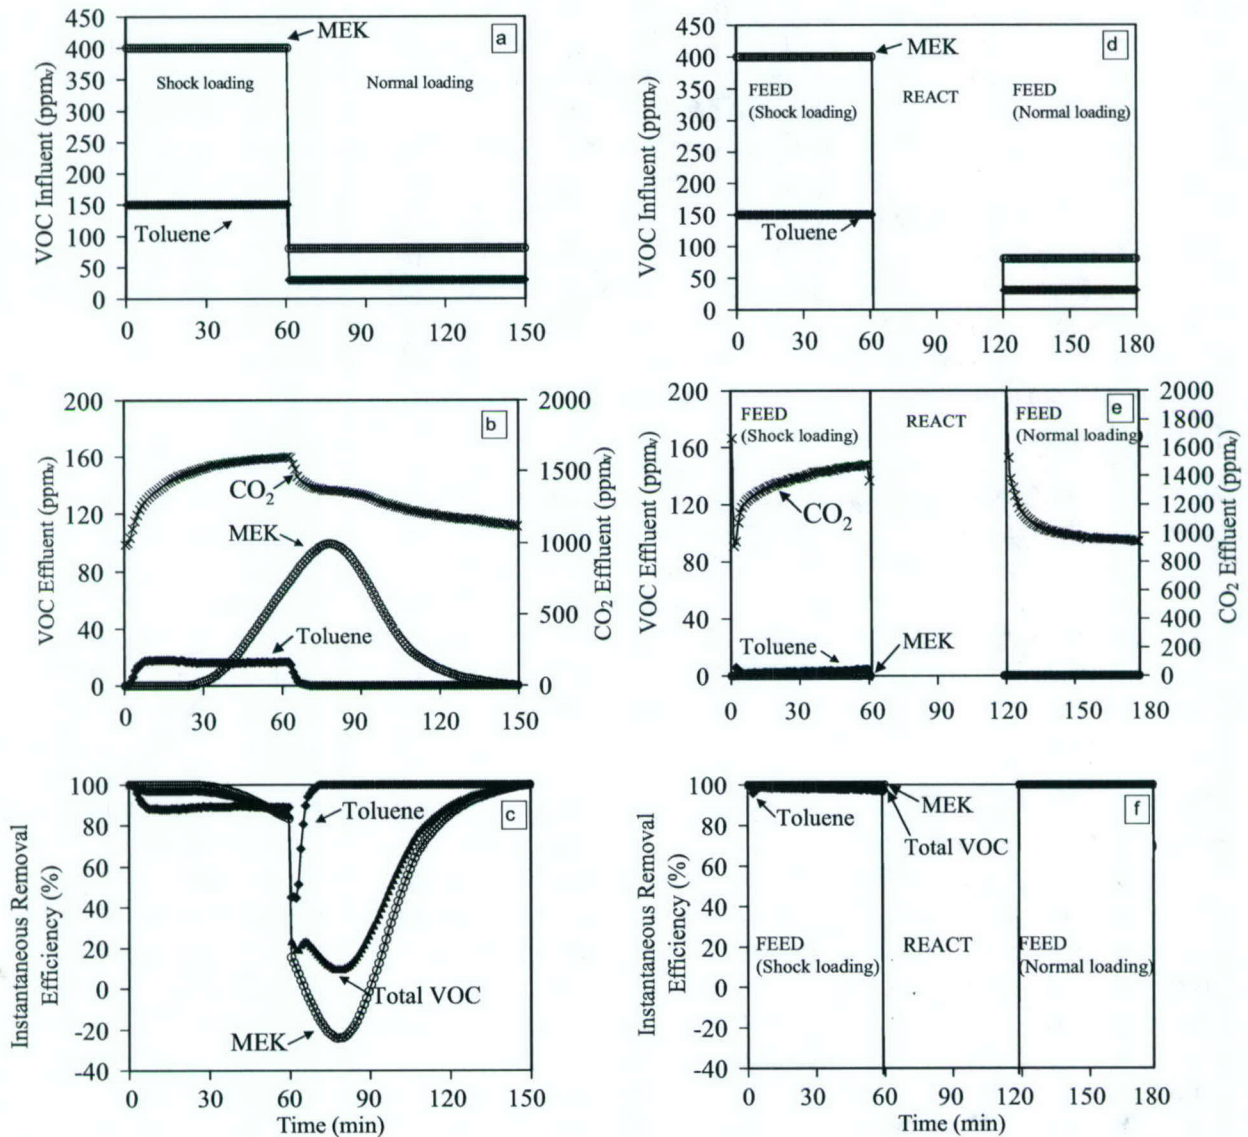 VOC Influent (ppmv)
450
400
350
300
250
200
150
100
50
0
MEK
a
Shock loading
Normal loading
Toluene
0
30
60
90
120
150
VOC Influent (ppmv)
450
400
350
300
250
200
150
100
50
0
MEK
d
FEED
(Shock loading)
REACT
FEED
(Normal loading)
Toluene
0
30
60
90
120
150
180
VOC Effluent (ppmv)
200
160
120
80
40
0
b
CO2
MEK
Toluene
2000
1500
1000
500
0
CO2 Effluent (ppmv)
0
30
60
90
120
150
VOC Effluent (ppmv)
200
160
120
80
40
0
FEED
(Shock loading)
REACT
FEED
(Normal loading)
e
CO2
Toluene
MEK
2000
1800
1600
1400
1200
1000
800
600
400
200
0
CO2 Effluent (ppmv)
0
30
60
90
120
150
180
Instantaneous Removal
Efficiency (%)
100
80
60
40
20
0
-20
-40
Toluene
c
Total VOC
MEK
0
30
60
90
120
150
Time (min)
Instantaneous Removal
Efficiency (%)
100
80
60
40
20
0
-20
-40
Toluene
MEK
Total VOC
f
FEED
(Shock loading)
REACT
FEED
(Normal loading)
0
30
60
90
120
150
180
Time (min)